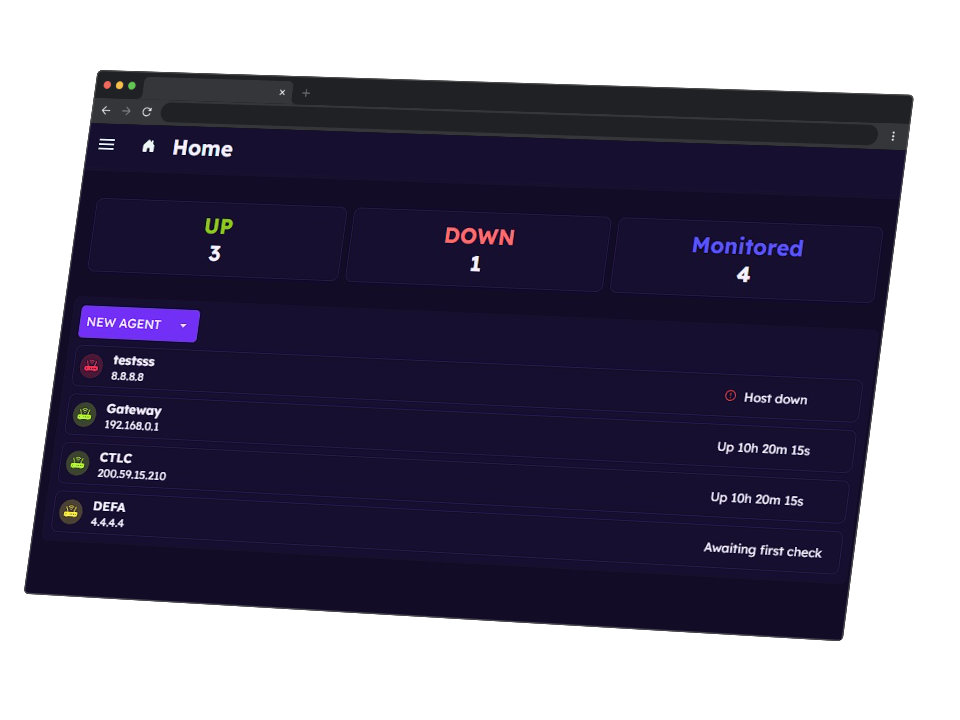 Home
UP
3
DOWN
1
Monitored
4
NEW AGENT
testsss
8.8.8.8
Host down
Gateway
192.168.0.1
Up 10h 20m 15s
CTLC
200.59.15.210
Up 10h 20m 15s
DEFA
4.4.4.4
Awaiting first check